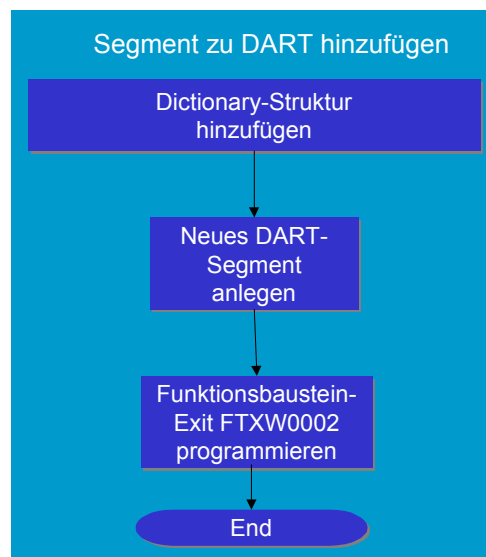 Segment zu DART hinzufügen
Dictionary-Struktur
hinzufügen
Neues DART-
Segment
anlegen
Funktionsbaustein-
Exit FTXW0002
programmieren
End